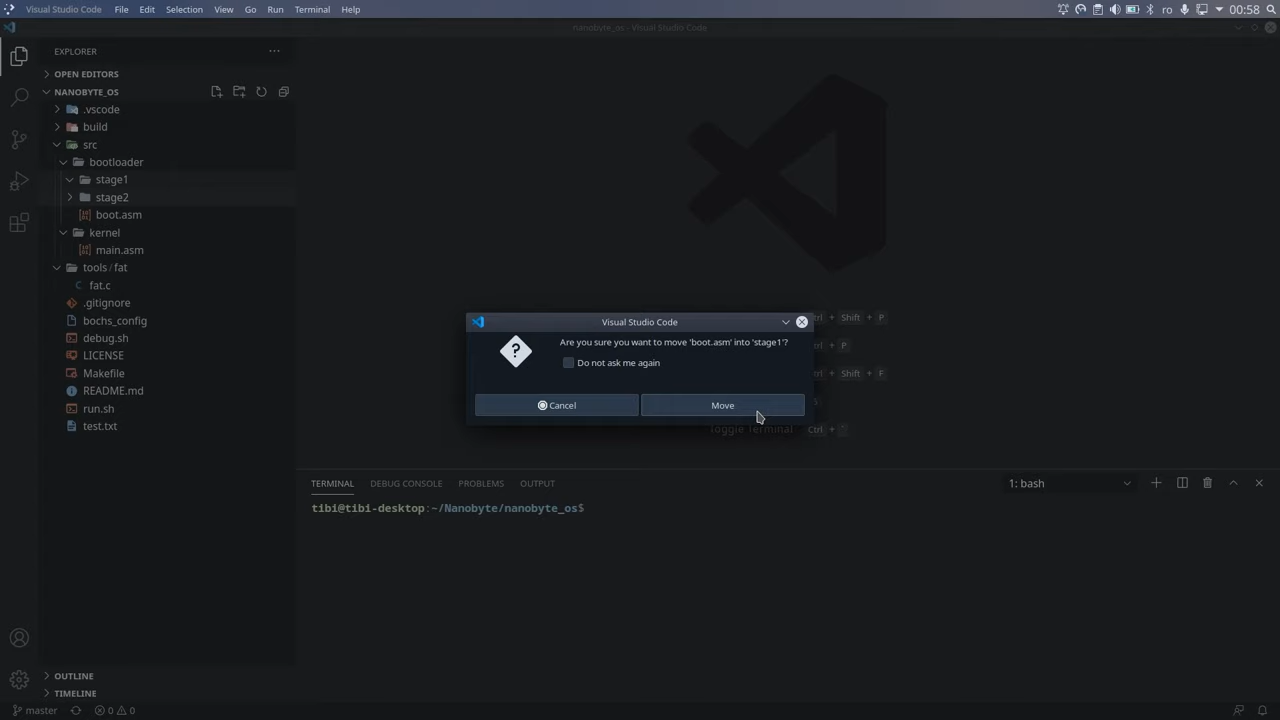 Visual Studio Code File Edit Selection View Go Run Terminal Help ro 00:58
nanobyte_os - Visual Studio Code
EXPLORER
OPEN EDITORS
NANOBYTE_OS
.vscode
build
src
bootloader
stage1
stage2
boot.asm
kernel
main.asm
tools / fat
fat.c
.gitignore
bochs_config
debug.sh
LICENSE
Makefile
README.md
run.sh
test.txt
OUTLINE
TIMELINE
Visual Studio Code
Are you sure you want to move 'boot.asm' into 'stage1'?
Do not ask me again
Cancel Move
Ctrl + Shift + P
Ctrl + P
Ctrl + Shift + F
Toggle Terminal Ctrl + `
TERMINAL DEBUG CONSOLE PROBLEMS OUTPUT 1: bash
tibi@tibi-desktop:~/Nanobyte/nanobyte_os$
master 0 0